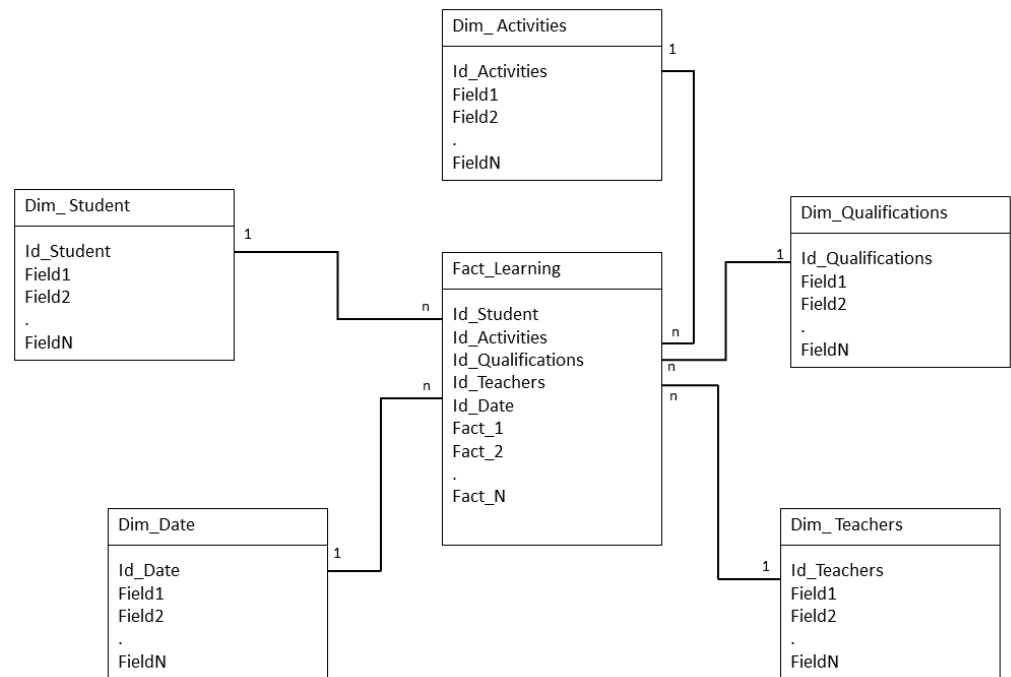 Dim_ Activities
Id_Activities
Field1
Field2
.
FieldN
1
Dim_ Student
Id_Student
Field1
Field2
.
FieldN
1
Dim_Qualifications
Id_Qualifications
Field1
Field2
.
FieldN
1
Fact_Learning
Id_Student
Id_Activities
Id_Qualifications
Id_Teachers
Id_Date
Fact_1
Fact_2
.
Fact_N
n
n
n
n
n
Dim_Date
Id_Date
Field1
Field2
.
FieldN
1
Dim_ Teachers
Id_Teachers
Field1
Field2
.
FieldN
1